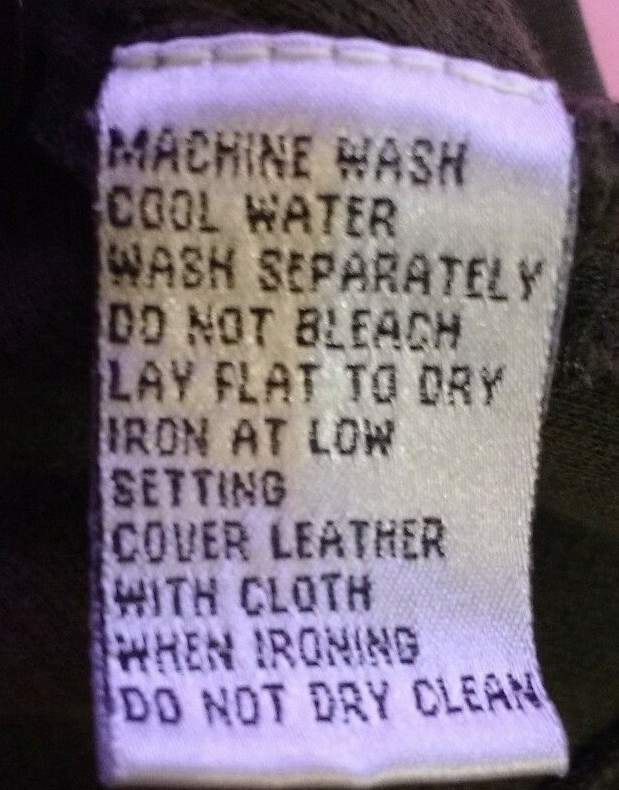 MACHINE WASH
COOL WATER
WASH SEPARATELY
DO NOT BLEACH
LAY FLAT TO DRY
IRON AT LOW
SETTING
COVER LEATHER
WITH CLOTH
WHEN IRONING
DO NOT DRY CLEAN